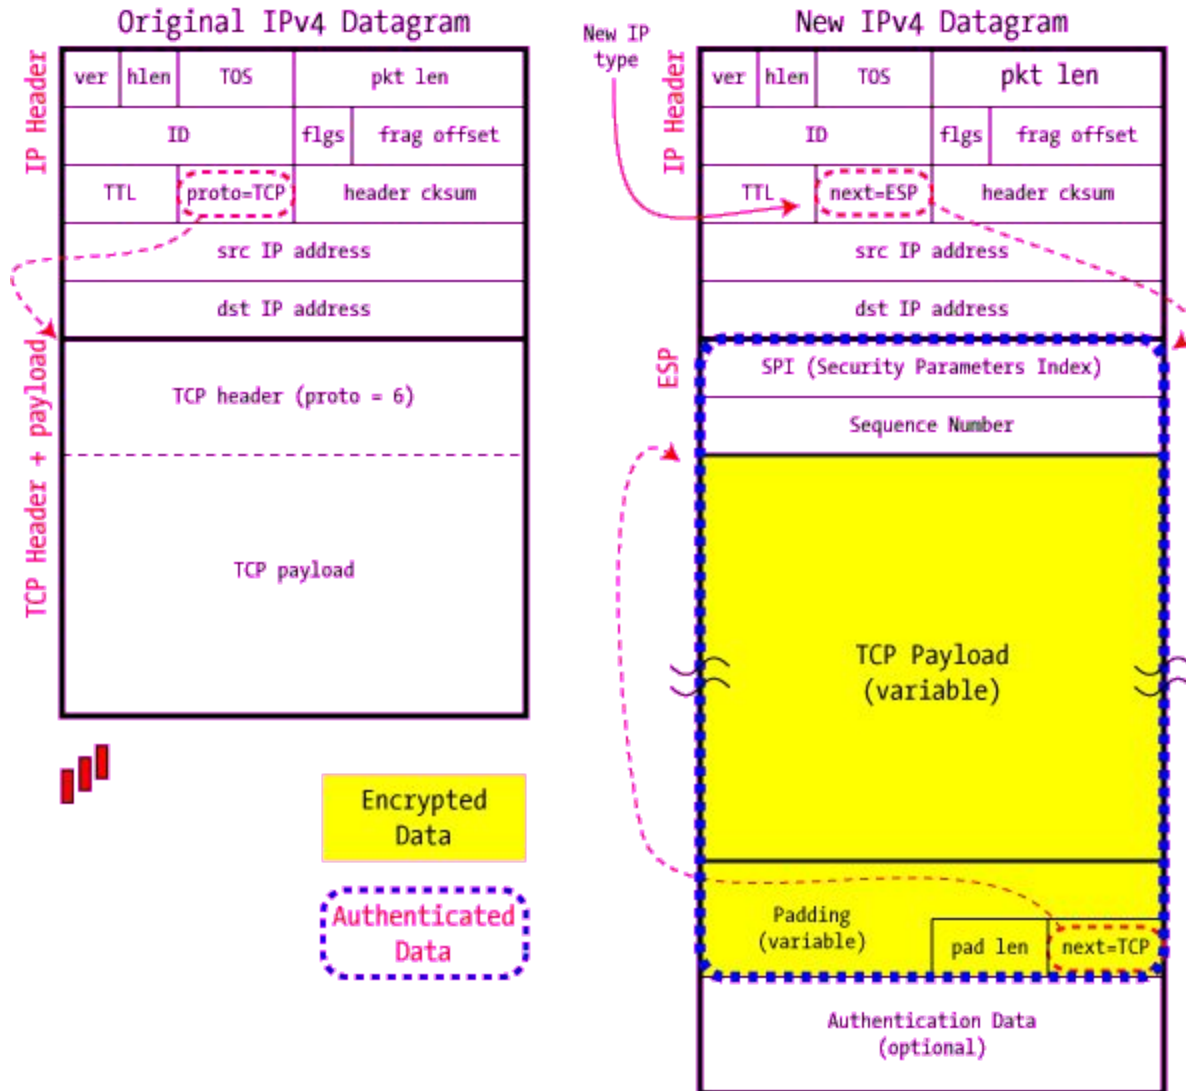 Original IPv4 Datagram
IP Header
ver hlen TOS pkt len
ID flgs frag offset
TTL proto=TCP header cksum
src IP address
dst IP address
TCP Header + payload
TCP header (proto = 6)
TCP payload
Encrypted
Data
Authenticated
Data
New IPv4 Datagram
New IP
type
IP Header
ver hlen TOS pkt len
ID flgs frag offset
TTL next=ESP header cksum
src IP address
dst IP address
ESP
SPI (Security Parameters Index)
Sequence Number
TCP Payload
(variable)
Padding
(variable)
pad len next=TCP
Authentication Data
(optional)